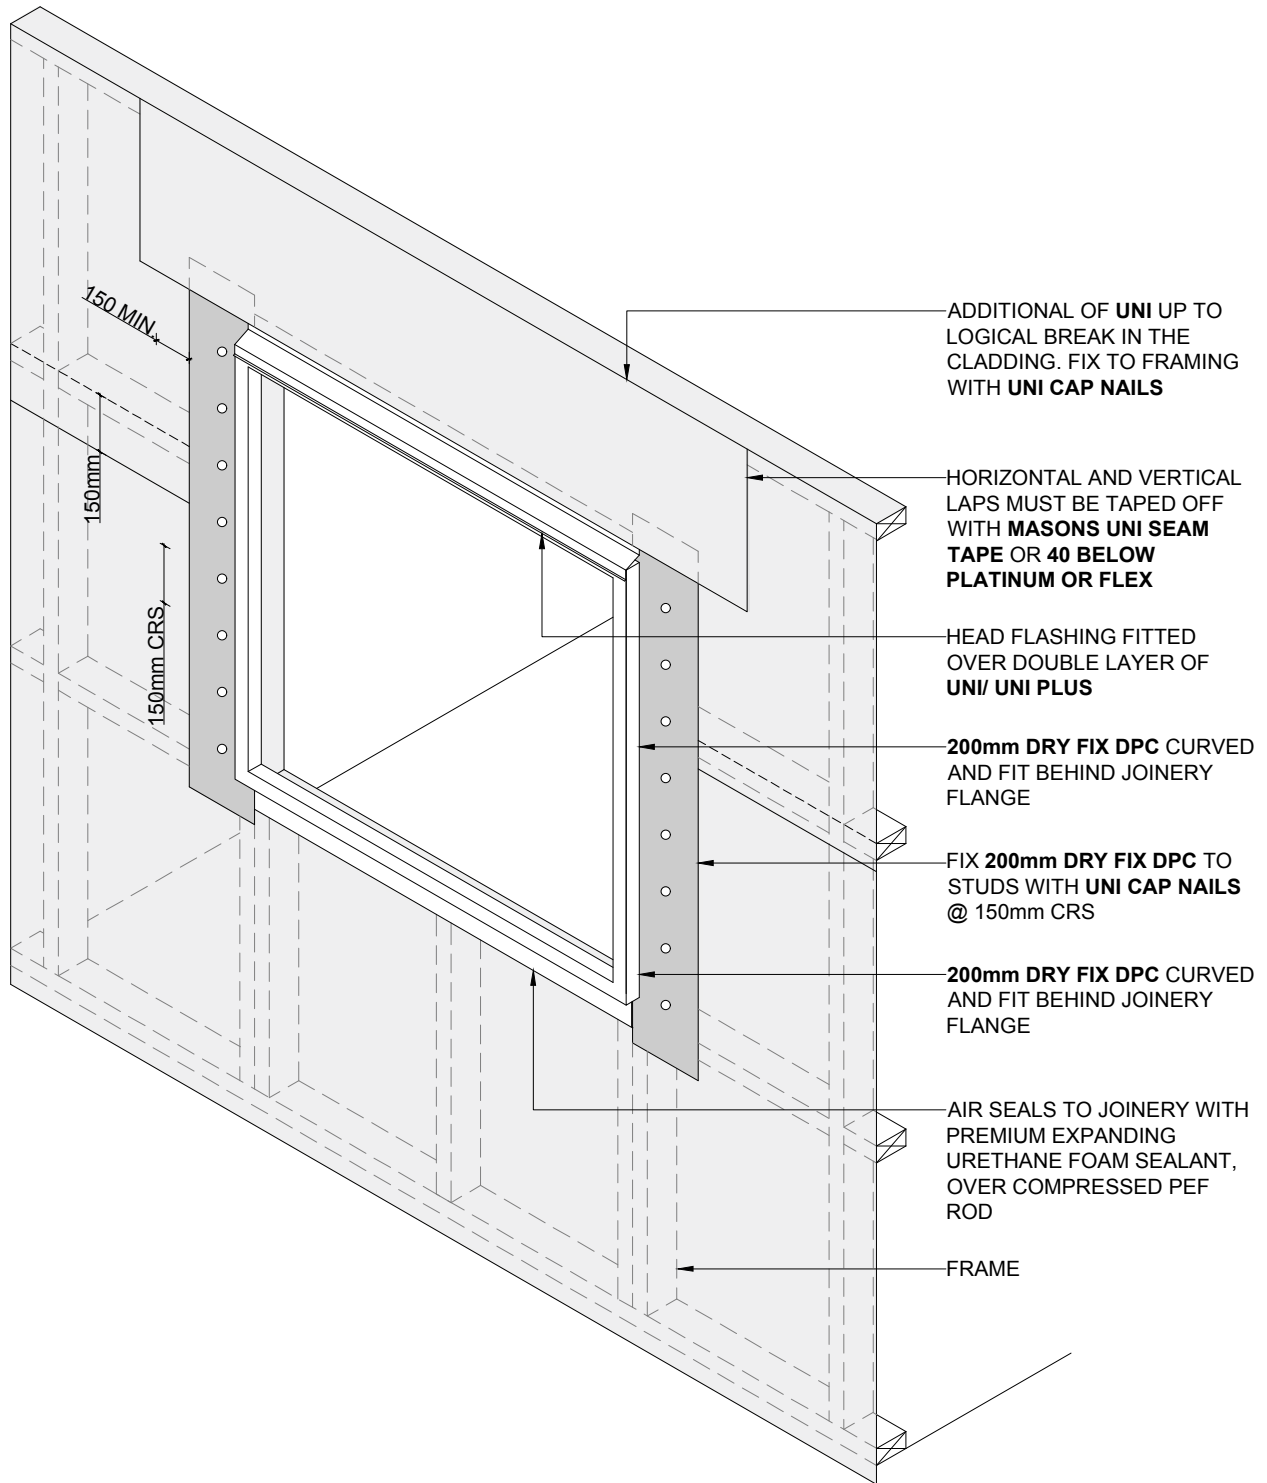 150 MIN.
150mm
150mm CRS
ADDITIONAL OF UNI UP TO
LOGICAL BREAK IN THE
CLADDING. FIX TO FRAMING
WITH UNI CAP NAILS
HORIZONTAL AND VERTICAL
LAPS MUST BE TAPED OFF
WITH MASONS UNI SEAM
TAPE OR 40 BELOW
PLATINUM OR FLEX
HEAD FLASHING FITTED
OVER DOUBLE LAYER OF
UNI/ UNI PLUS
200mm DRY FIX DPC CURVED
AND FIT BEHIND JOINERY
FLANGE
FIX 200mm DRY FIX DPC TO
STUDS WITH UNI CAP NAILS
@ 150mm CRS
200mm DRY FIX DPC CURVED
AND FIT BEHIND JOINERY
FLANGE
AIR SEALS TO JOINERY WITH
PREMIUM EXPANDING
URETHANE FOAM SEALANT,
OVER COMPRESSED PEF
ROD
FRAME